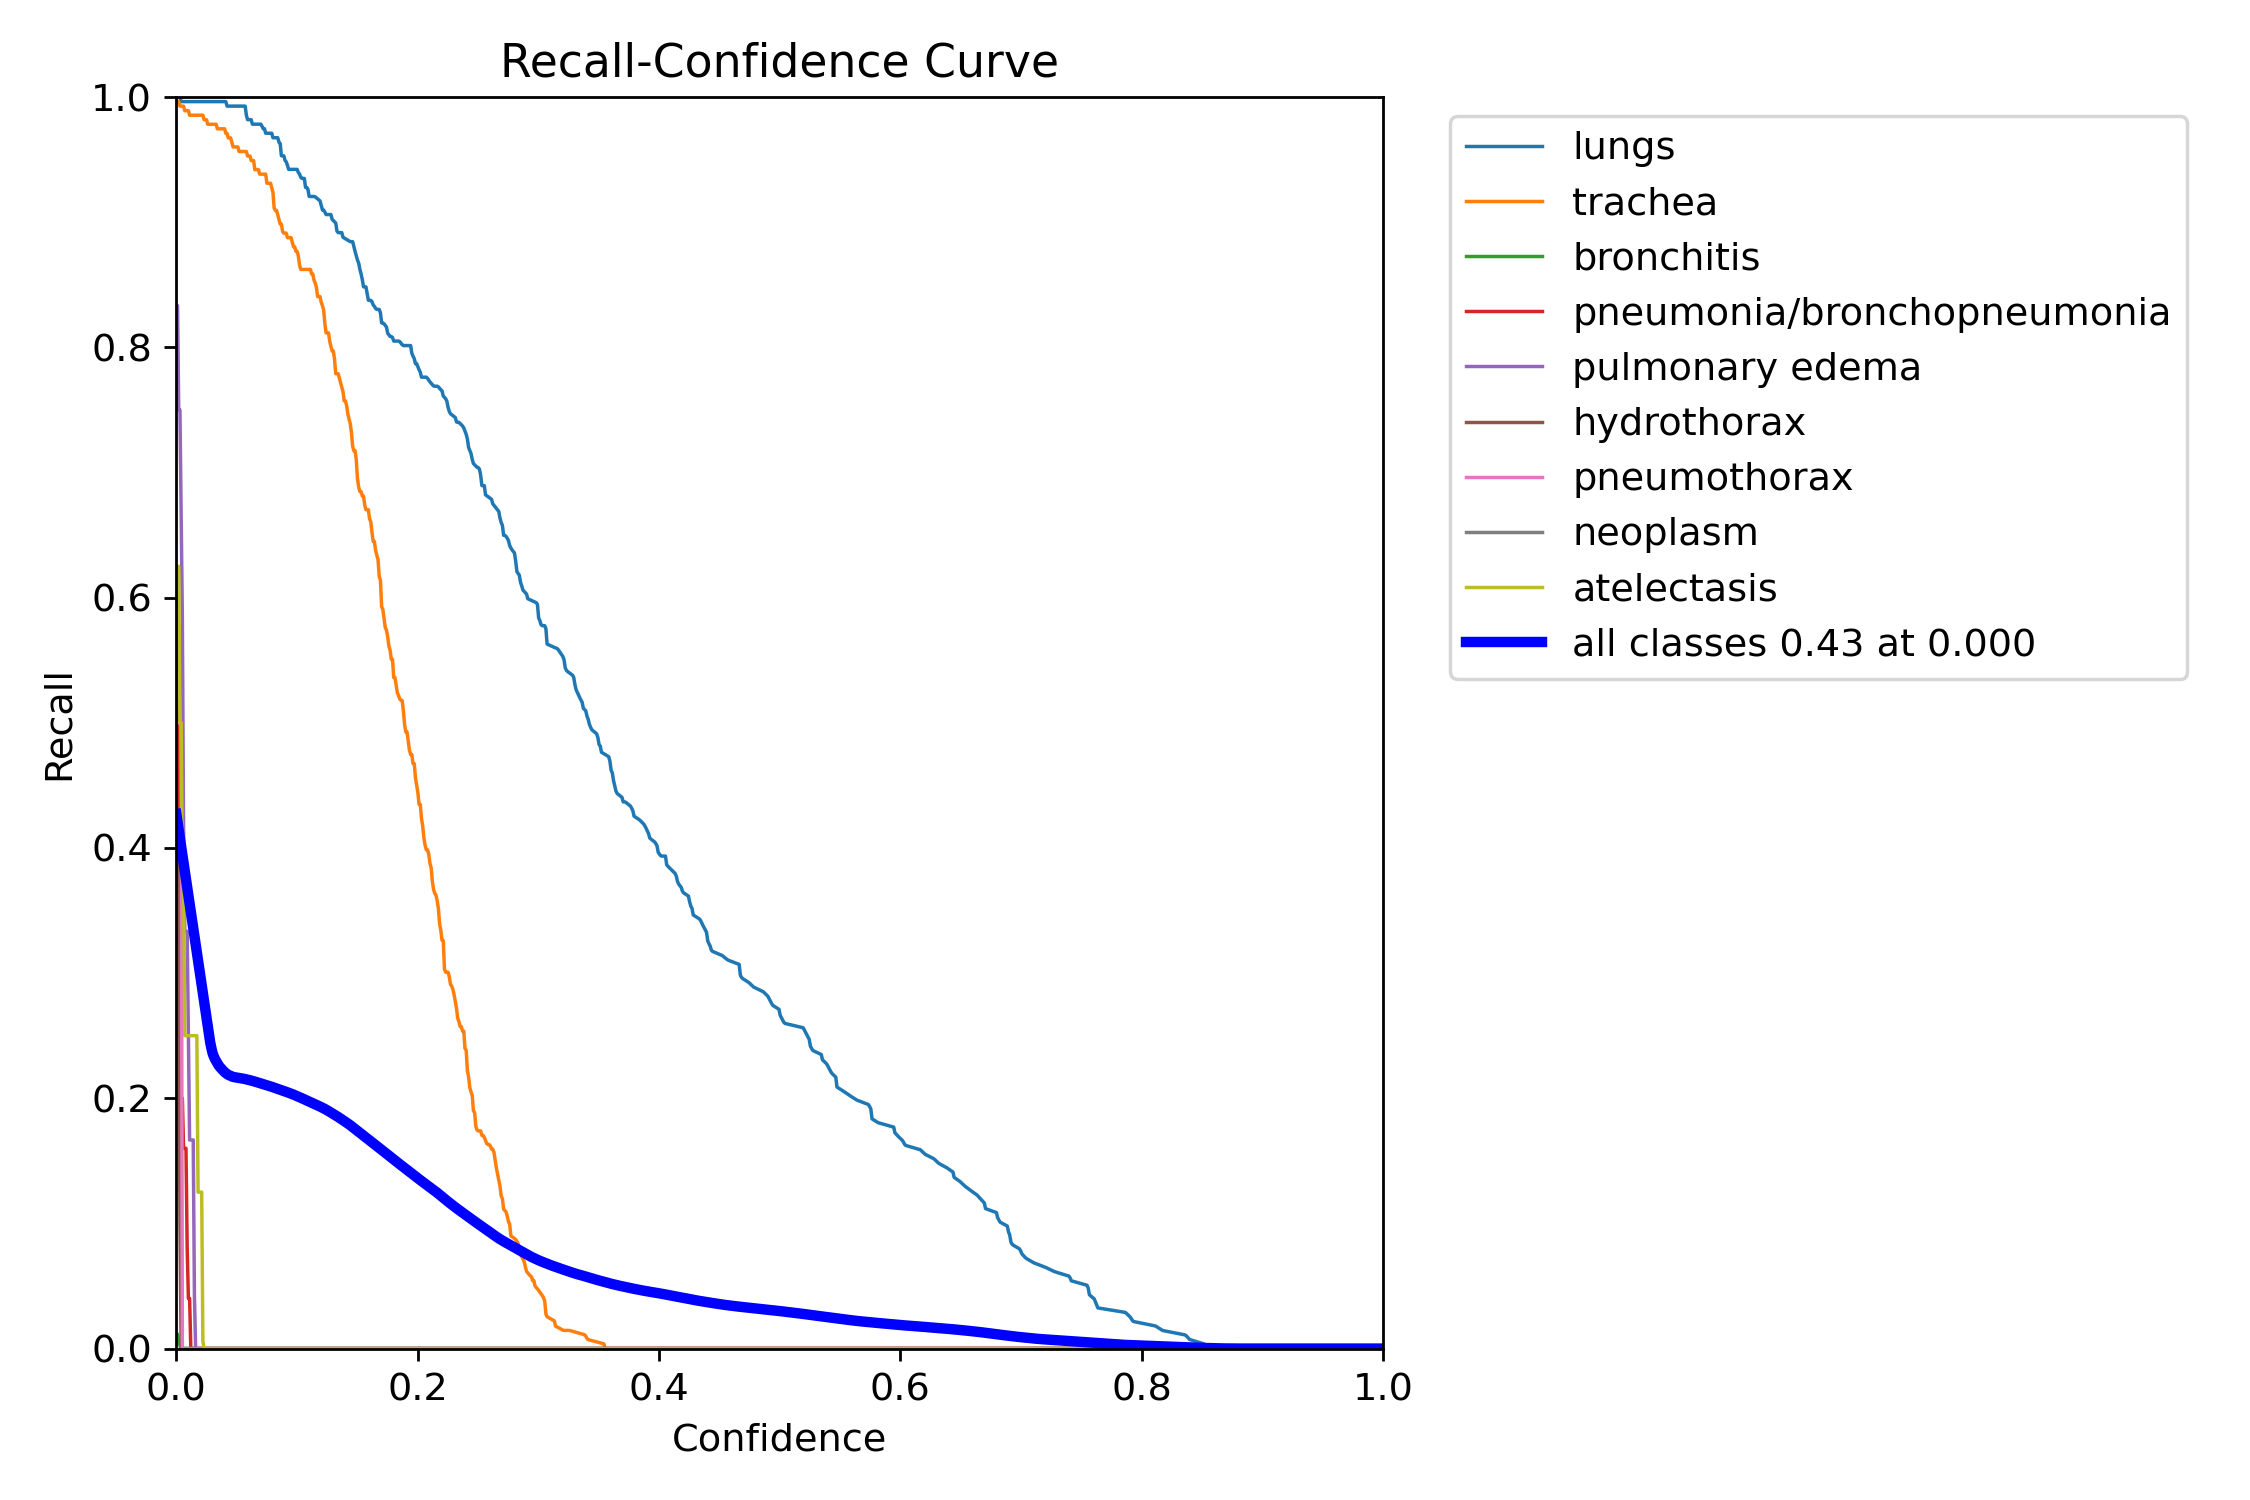 Recall-Confidence Curve
1.0
0.8
0.6
0.4
0.2
0.0
Recall
0.0 0.2 0.4 0.6 0.8 1.0
Confidence
lungs
trachea
bronchitis
pneumonia/bronchopneumonia
pulmonary edema
hydrothorax
pneumothorax
neoplasm
atelectasis
all classes 0.43 at 0.000